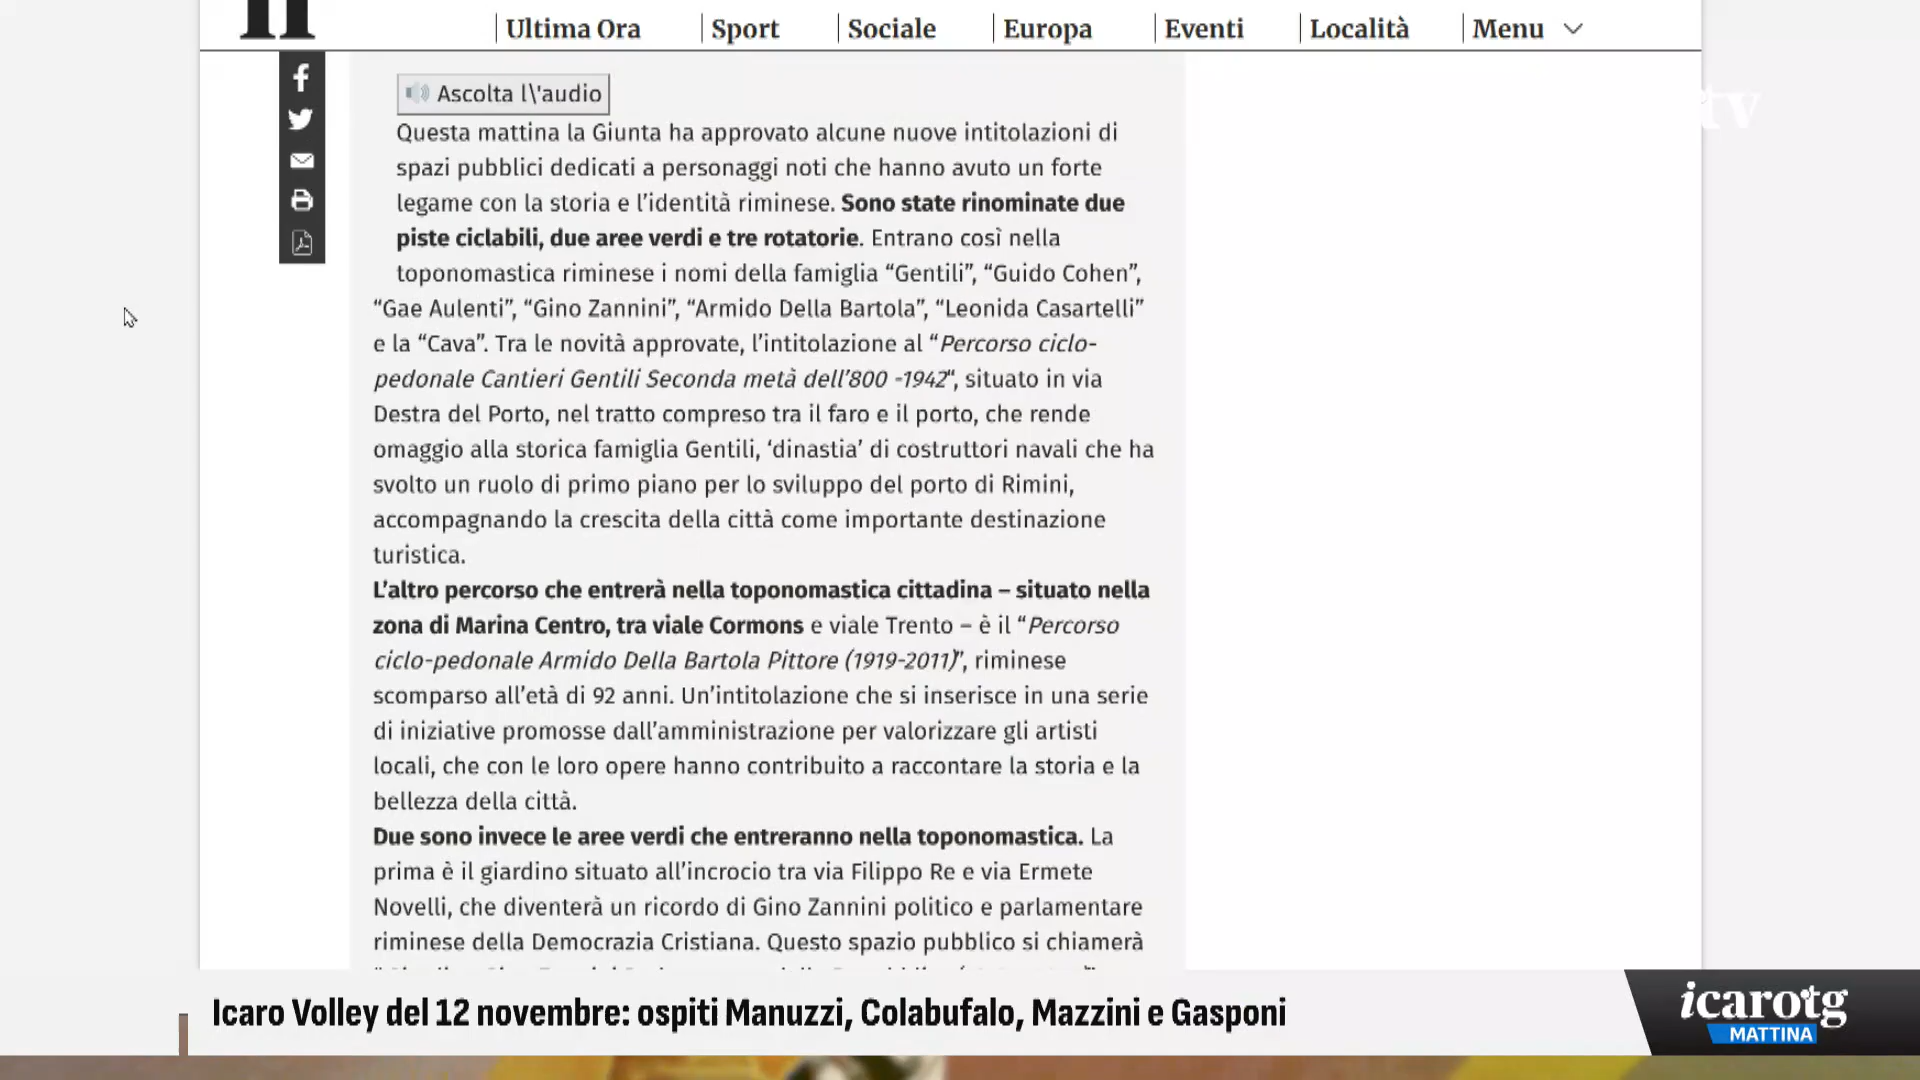 Ultima Ora
Sport
Sociale
Europa
Eventi
Località
Menu
Ascolta l\'audio
Questa mattina la Giunta ha approvato alcune nuove intitolazioni di
spazi pubblici dedicati a personaggi noti che hanno avuto un forte
legame con la storia e l’identità riminese. Sono state rinominate due
piste ciclabili, due aree verdi e tre rotatorie. Entrano così nella
toponomastica riminese i nomi della famiglia “Gentili”, “Guido Cohen”,
“Gae Aulenti”, “Gino Zannini”, “Armido Della Bartola”, “Leonida Casartelli”
e la “Cava”. Tra le novità approvate, l’intitolazione al “Percorso ciclo-
pedonale Cantieri Gentili Seconda metà dell’800 -1942“, situato in via
Destra del Porto, nel tratto compreso tra il faro e il porto, che rende
omaggio alla storica famiglia Gentili, ‘dinastia’ di costruttori navali che ha
svolto un ruolo di primo piano per lo sviluppo del porto di Rimini,
accompagnando la crescita della città come importante destinazione
turistica.
L’altro percorso che entrerà nella toponomastica cittadina – situato nella
zona di Marina Centro, tra viale Cormons e viale Trento – è il “Percorso
ciclo-pedonale Armido Della Bartola Pittore (1919-2011)”, riminese
scomparso all’età di 92 anni. Un’intitolazione che si inserisce in una serie
di iniziative promosse dall’amministrazione per valorizzare gli artisti
locali, che con le loro opere hanno contribuito a raccontare la storia e la
bellezza della città.
Due sono invece le aree verdi che entreranno nella toponomastica. La
prima è il giardino situato all’incrocio tra via Filippo Re e via Ermete
Novelli, che diventerà un ricordo di Gino Zannini politico e parlamentare
riminese della Democrazia Cristiana. Questo spazio pubblico si chiamerà
tv
Icaro Volley del 12 novembre: ospiti Manuzzi, Colabufalo, Mazzini e Gasponi
icarotg
MATTINA